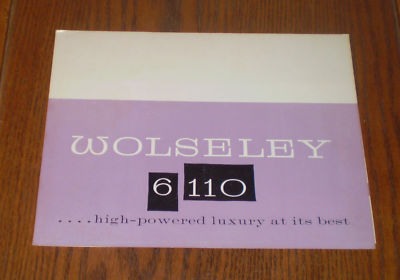 WOLSELEY
6 110
....high-powered luxury at its best